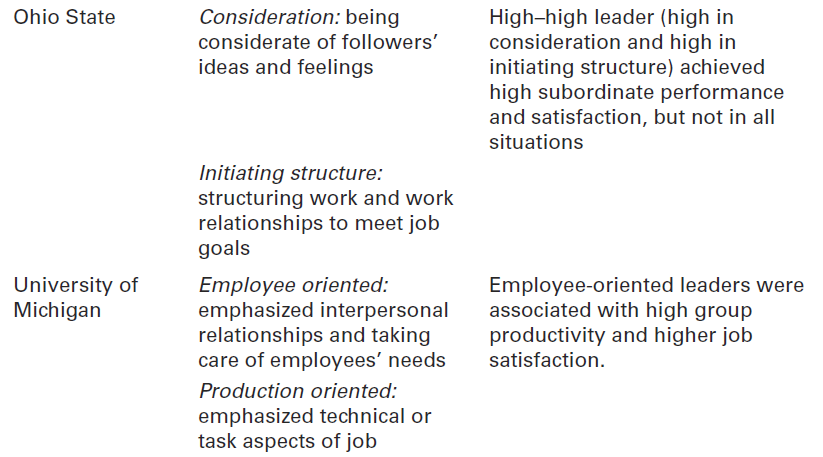 Ohio State
Consideration: being
considerate of followers’
ideas and feelings
High–high leader (high in
consideration and high in
initiating structure) achieved
high subordinate performance
and satisfaction, but not in all
situations
Initiating structure:
structuring work and work
relationships to meet job
goals
University of
Michigan
Employee oriented:
emphasized interpersonal
relationships and taking
care of employees’ needs
Employee-oriented leaders were
associated with high group
productivity and higher job
satisfaction.
Production oriented:
emphasized technical or
task aspects of job